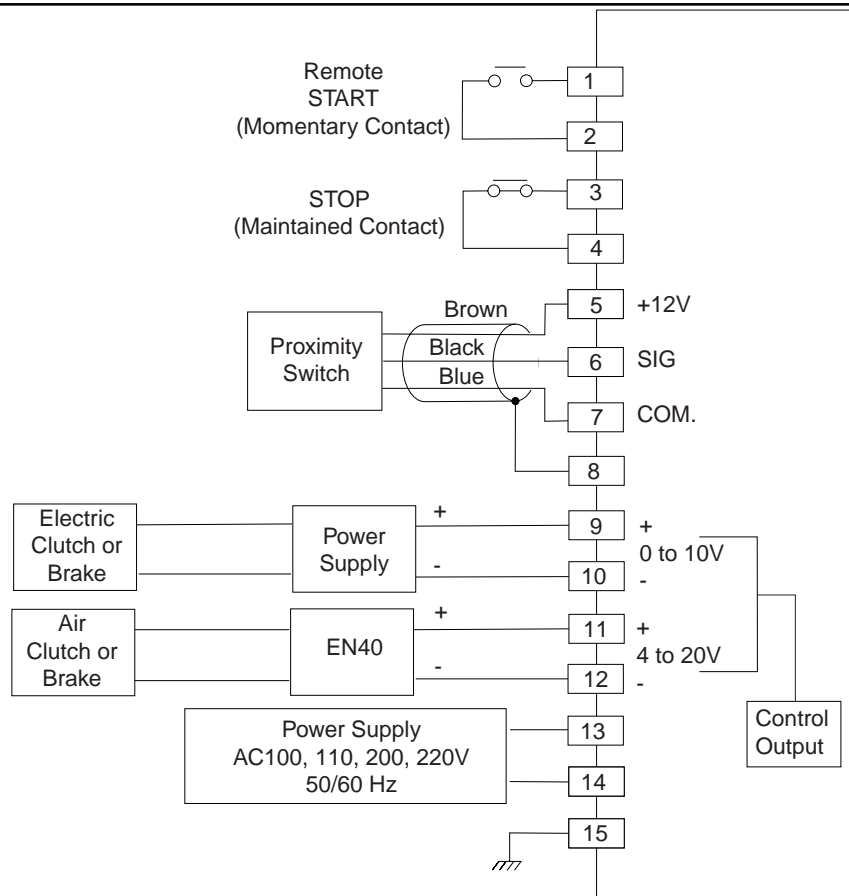 Remote
START
(Momentary Contact)
1
2
STOP
(Maintained Contact)
3
4
Proximity
Switch
Brown
Black
Blue
5 +12V
6 SIG
7 COM.
8
Electric
Clutch or
Brake
Power
Supply
+
-
9 +
0 to 10V
10 -
Air
Clutch or
Brake
EN40
+
-
11 +
4 to 20V
12 -
Control
Output
Power Supply
AC100, 110, 200, 220V
50/60 Hz
13
14
15